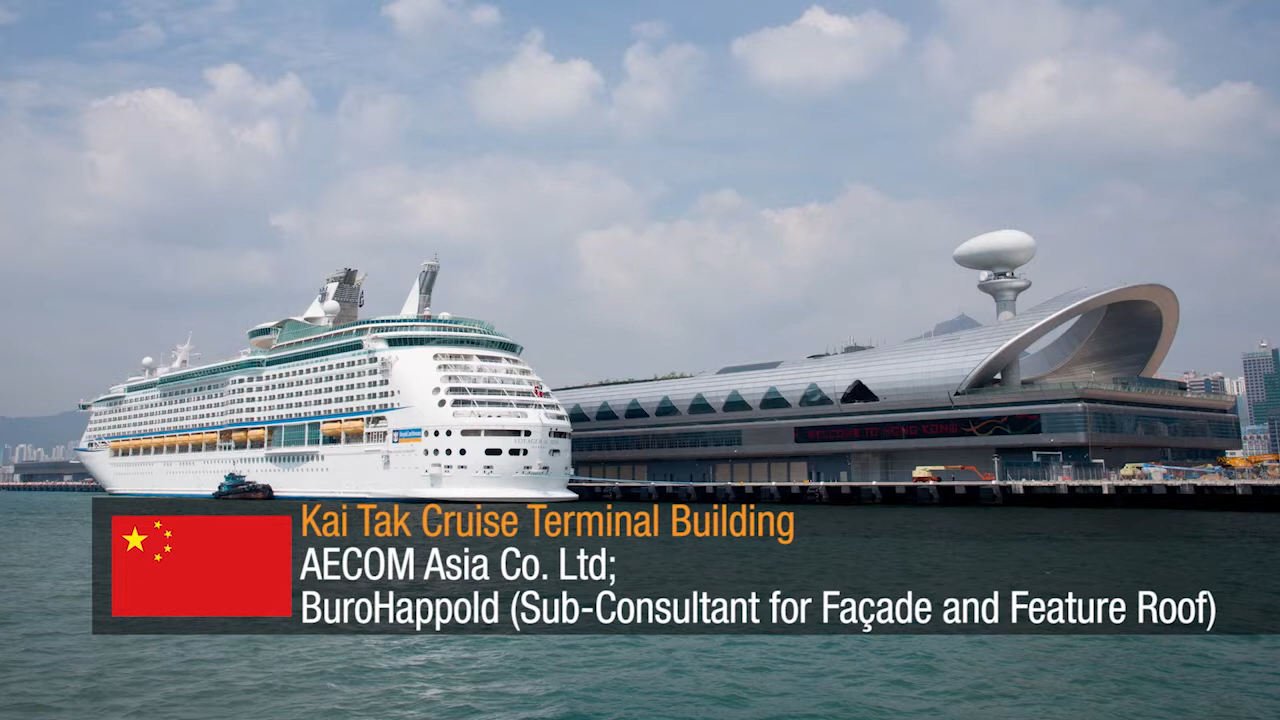 WELCOME TO HONG KONG
Kai Tak Cruise Terminal Building
AECOM Asia Co. Ltd;
BuroHappold (Sub-Consultant for Façade and Feature Roof)